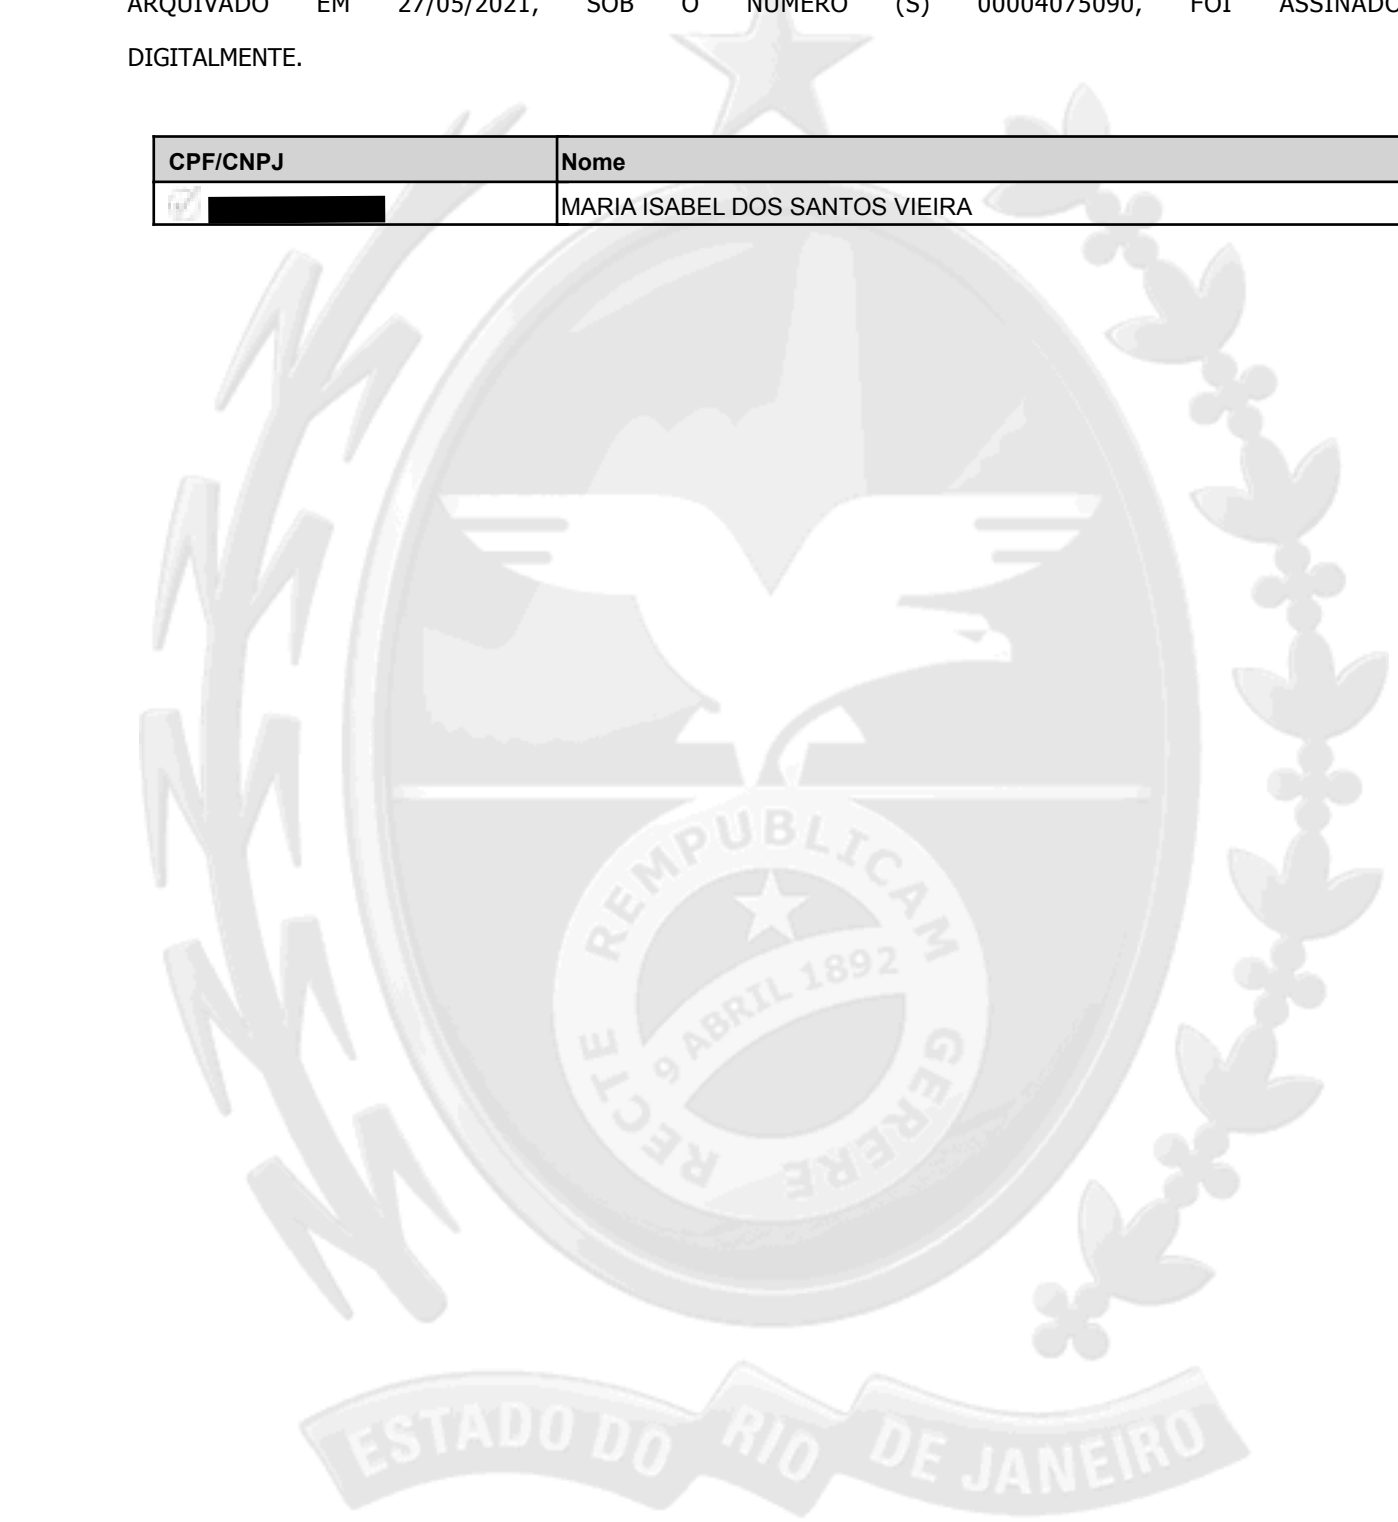 ARQUIVADO EM 27/05/2021, SOB O NÚMERO (S) 00004075090, FOI ASSINADO
DIGITALMENTE.
CPF/CNPJ Nome
MARIA ISABEL DOS SANTOS VIEIRA
RECTE REMPUBLICAM GERERE
9 ABRIL 1892
ESTADO DO RIO DE JANEIRO